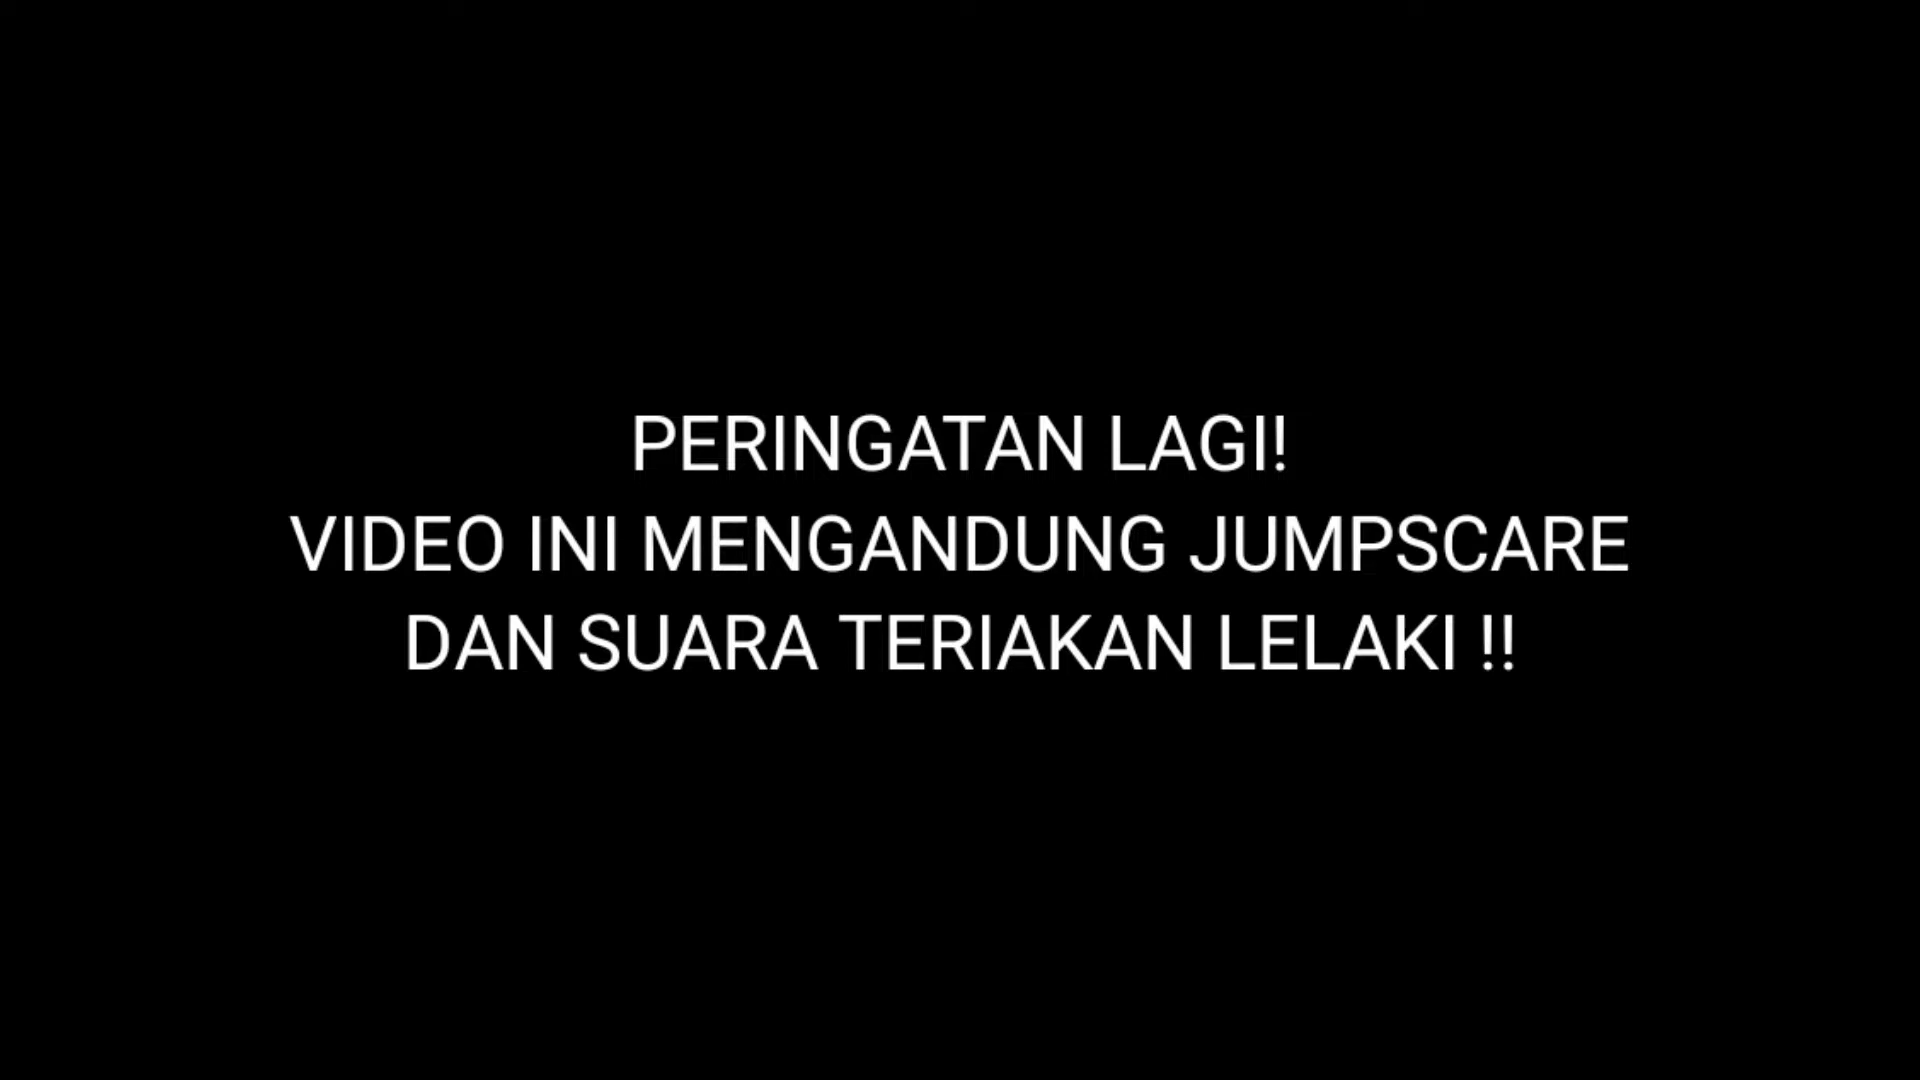 PERINGATAN LAGI!
VIDEO INI MENGANDUNG JUMPSCARE
DAN SUARA TERIAKAN LELAKI !!